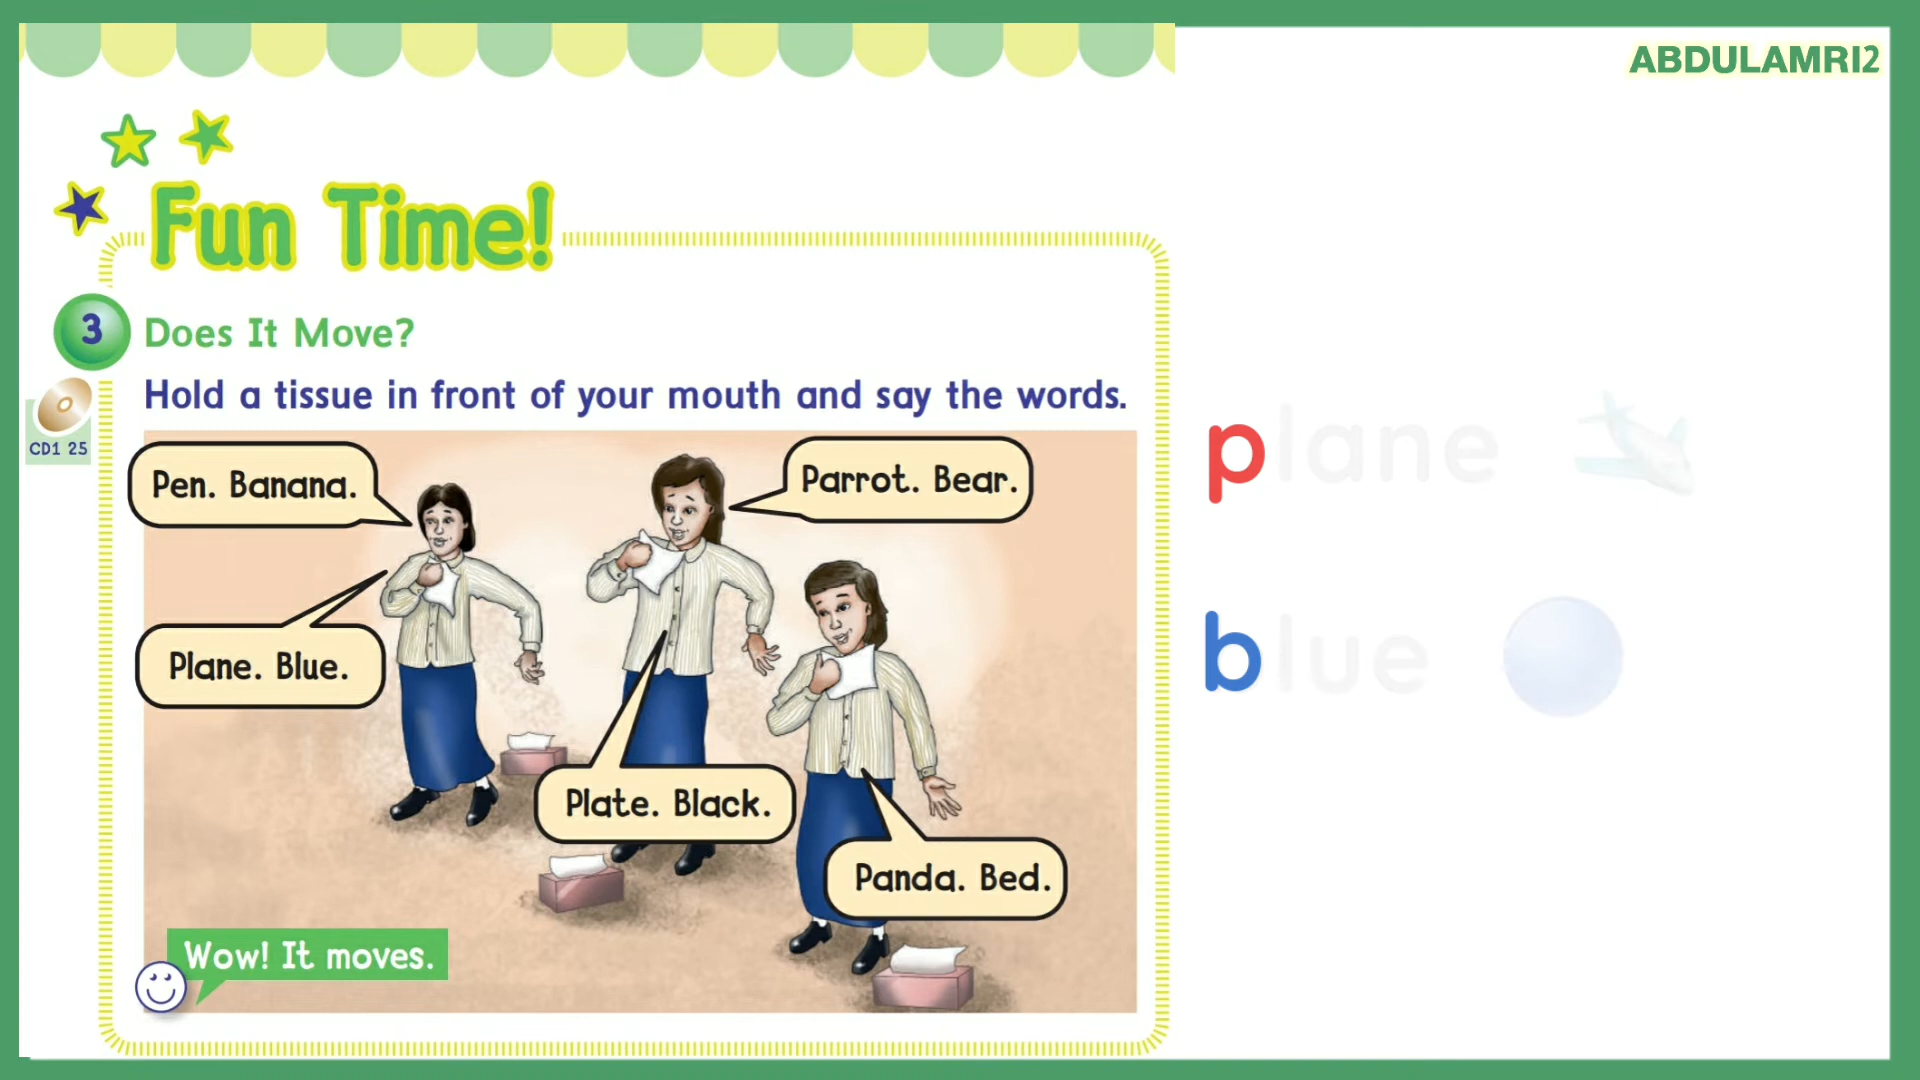 ABDULAMRI2
Fun Time!
3
Does It Move?
CD1 25
Hold a tissue in front of your mouth and say the words.
Pen. Banana.
Parrot. Bear.
Plane. Blue.
Plate. Black.
Panda. Bed.
Wow! It moves.
plane
blue